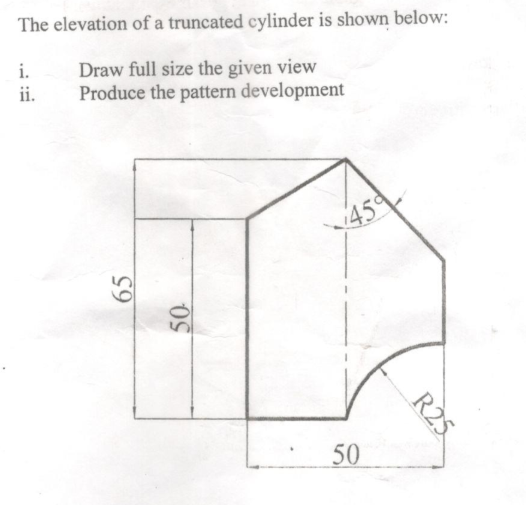 The elevation of a truncated cylinder is shown below:
i. Draw full size the given view
ii. Produce the pattern development
45°
65
50
R25
50